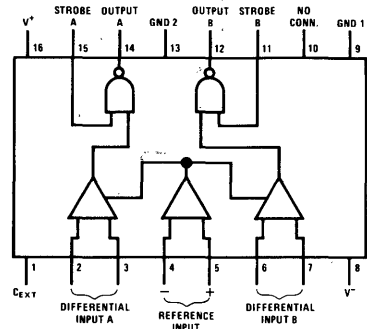 STROBE OUTPUT OUTPUT STROBE NO
V+ A A GND 2 B B CONN. GND 1
16 15 14 13 12 11 10 9
1 2 3 4 5 6 7 8
− +
CEXT DIFFERENTIAL REFERENCE DIFFERENTIAL V−
INPUT A INPUT INPUT B